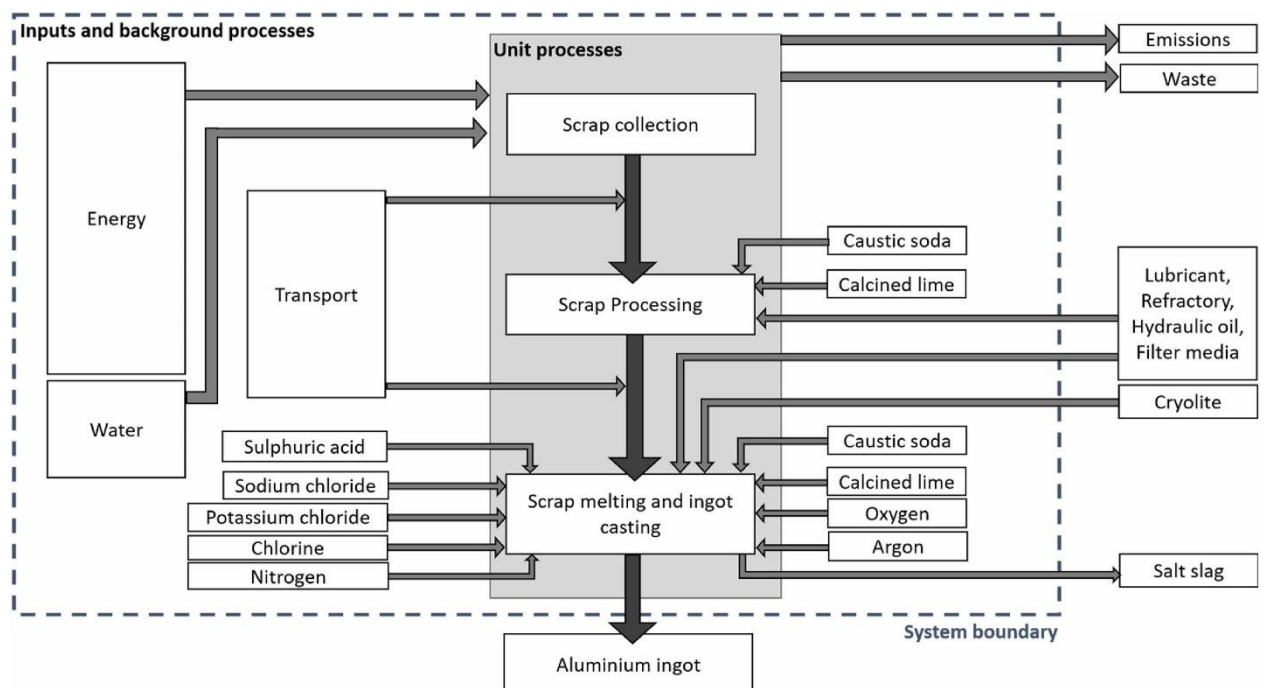 Inputs and background processes
Unit processes
Emissions
Waste
Energy
Scrap collection
Transport
Caustic soda
Calcined lime
Scrap Processing
Lubricant,
Refractory,
Hydraulic oil,
Filter media
Cryolite
Water
Sulphuric acid
Sodium chloride
Potassium chloride
Chlorine
Nitrogen
Scrap melting and ingot
casting
Caustic soda
Calcined lime
Oxygen
Argon
Salt slag
System boundary
Aluminium ingot